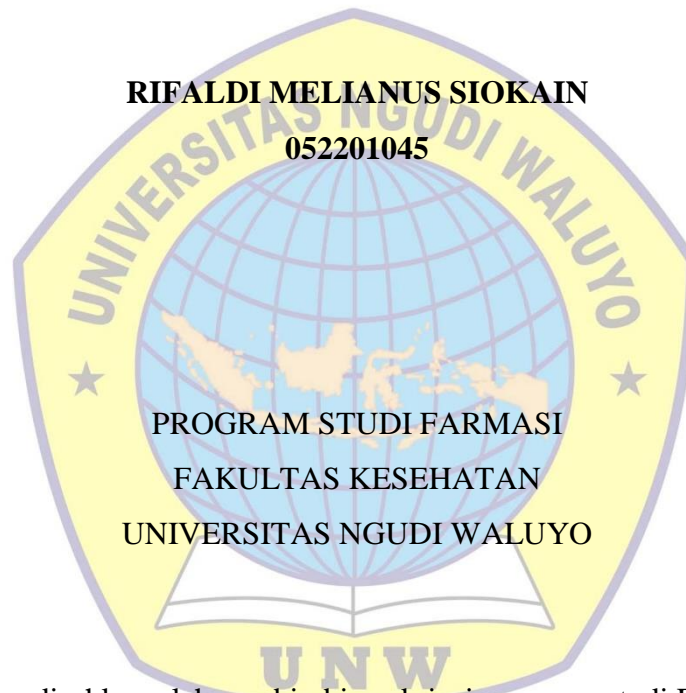 RIFALDI MELIANUS SIOKAIN
UNIVERSITAS NGUDI WALUYO
052201045
PROGRAM STUDI FARMASI
FAKULTAS KESEHATAN
UNIVERSITAS NGUDI WALUYO
UNW